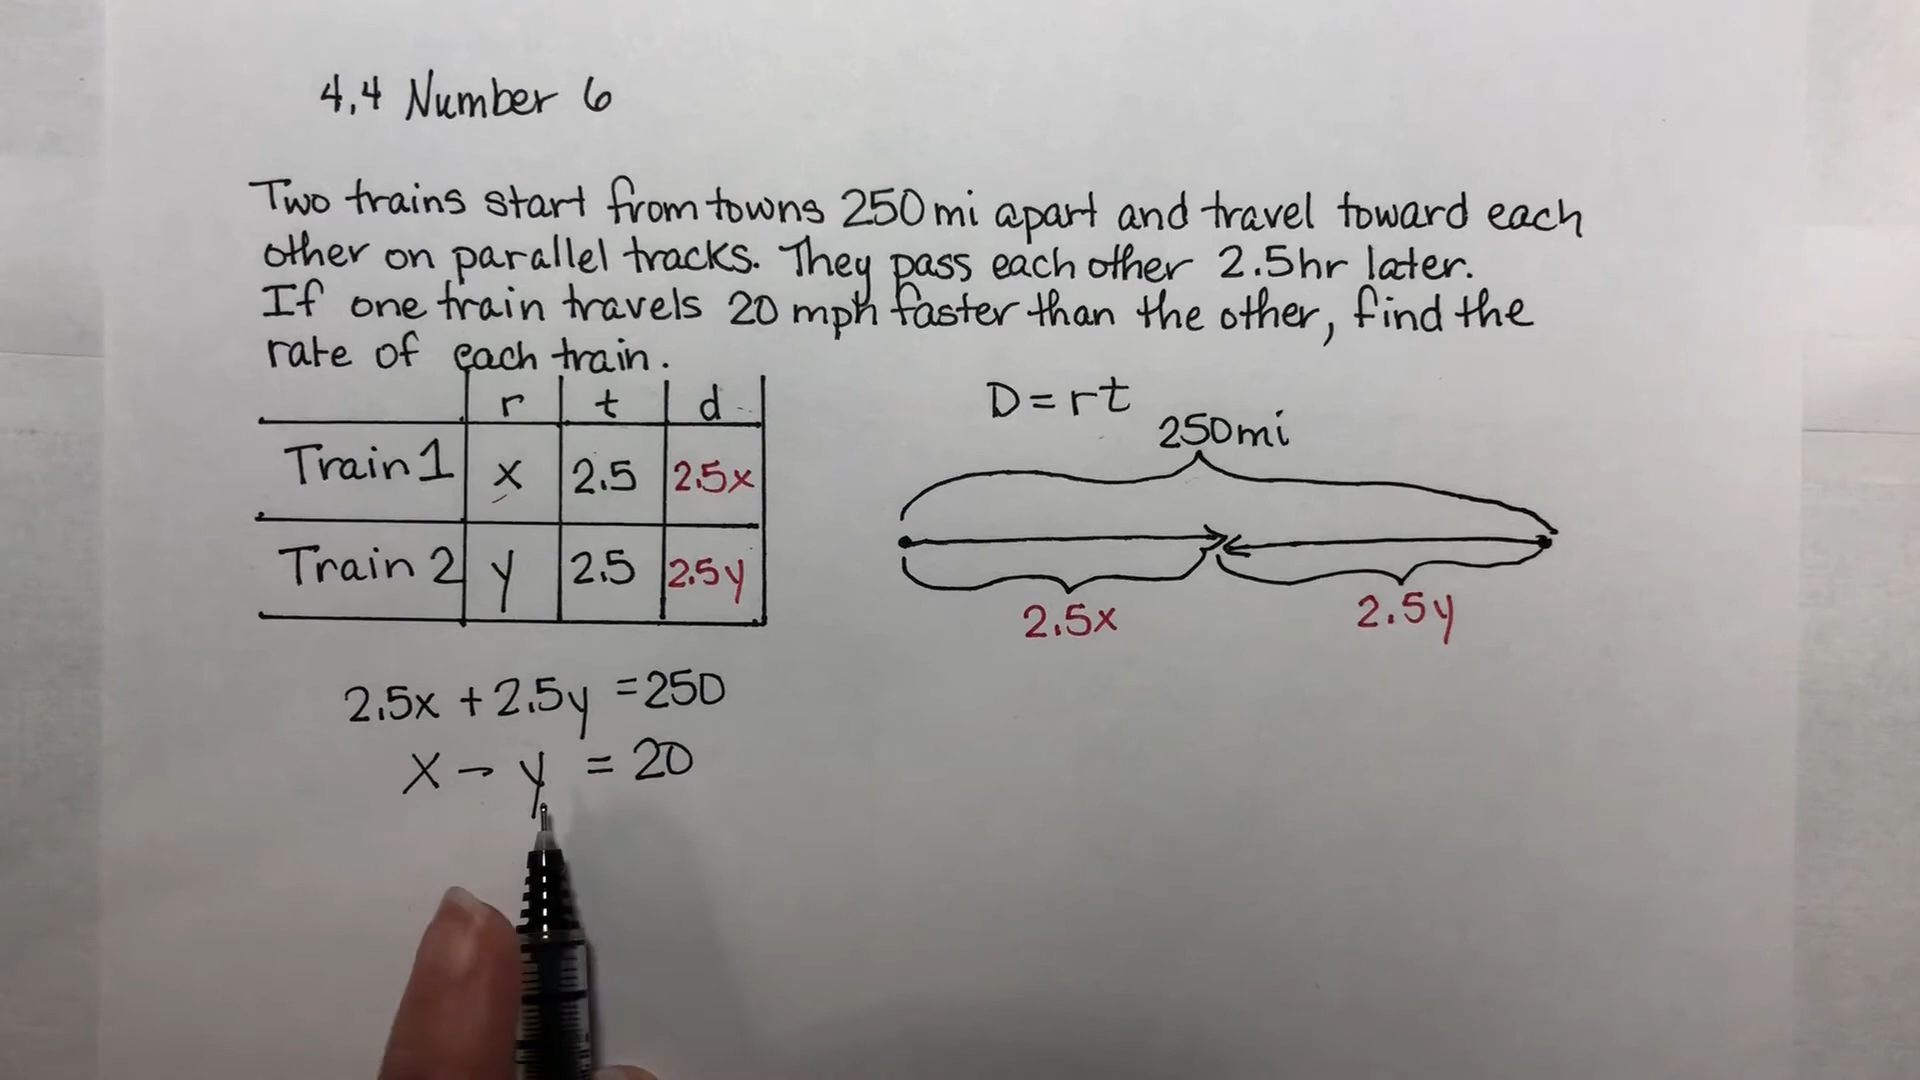 4.4 Number 6
Two trains start from towns 250mi apart and travel toward each
other on parallel tracks. They pass each other 2.5hr later.
If one train travels 20 mph faster than the other, find the
rate of each train.
r t d
Train 1 x 2.5 2.5x
Train 2 y 2.5 2.5y
D=rt
250mi
2.5x 2.5y
2.5x + 2.5y = 250
x - y = 20